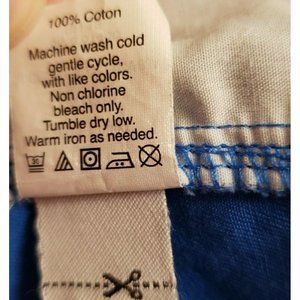 100% Coton
Machine wash cold
gentle cycle,
with like colors.
Non chlorine
bleach only.
Tumble dry low.
Warm iron as needed.
30